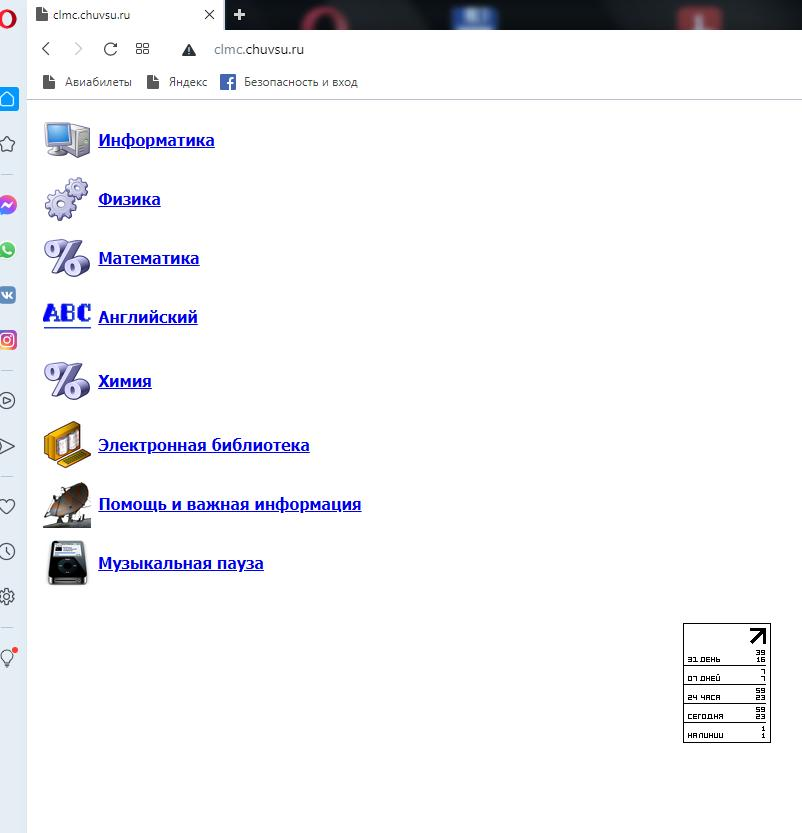 clmc.chuvsu.ru
clmc.chuvsu.ru
Авиабилеты Яндекс Безопасность и вход
Информатика
Физика
% Математика
ABC Английский
% Химия
Электронная библиотека
Помощь и важная информация
Музыкальная пауза
39
31 ДЕНЬ 16
7
07 ДНЕЙ 7
59
24 ЧАСА 23
59
СЕГОДНЯ 23
1
НА ЛИНИИ 1